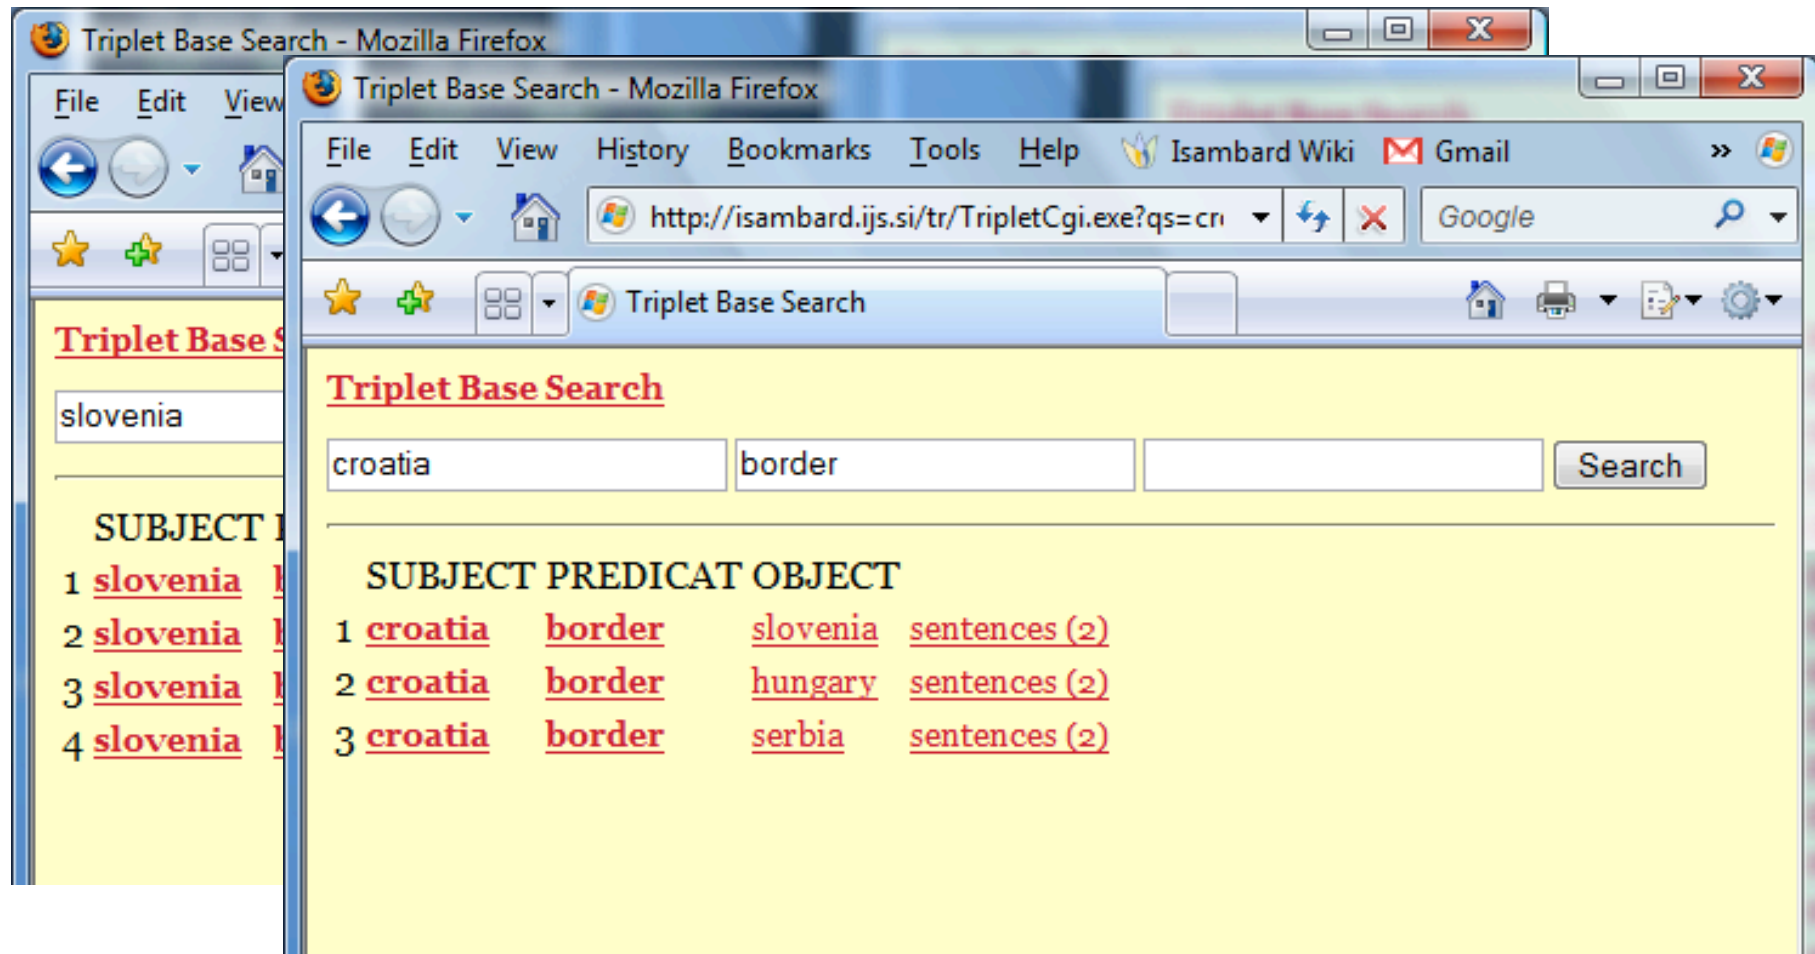 Triplet Base Search - Mozilla Firefox
File Edit View
Triplet Base
slovenia
SUBJECT
1 slovenia
2 slovenia
3 slovenia
4 slovenia
Triplet Base Search - Mozilla Firefox
File Edit View History Bookmarks Tools Help Isambard Wiki Gmail »
http://isambard.ijs.si/tr/TripletCgi.exe?qs=cr Google
Triplet Base Search
Triplet Base Search
croatia border Search
SUBJECT PREDICAT OBJECT
1 croatia border slovenia sentences (2)
2 croatia border hungary sentences (2)
3 croatia border serbia sentences (2)